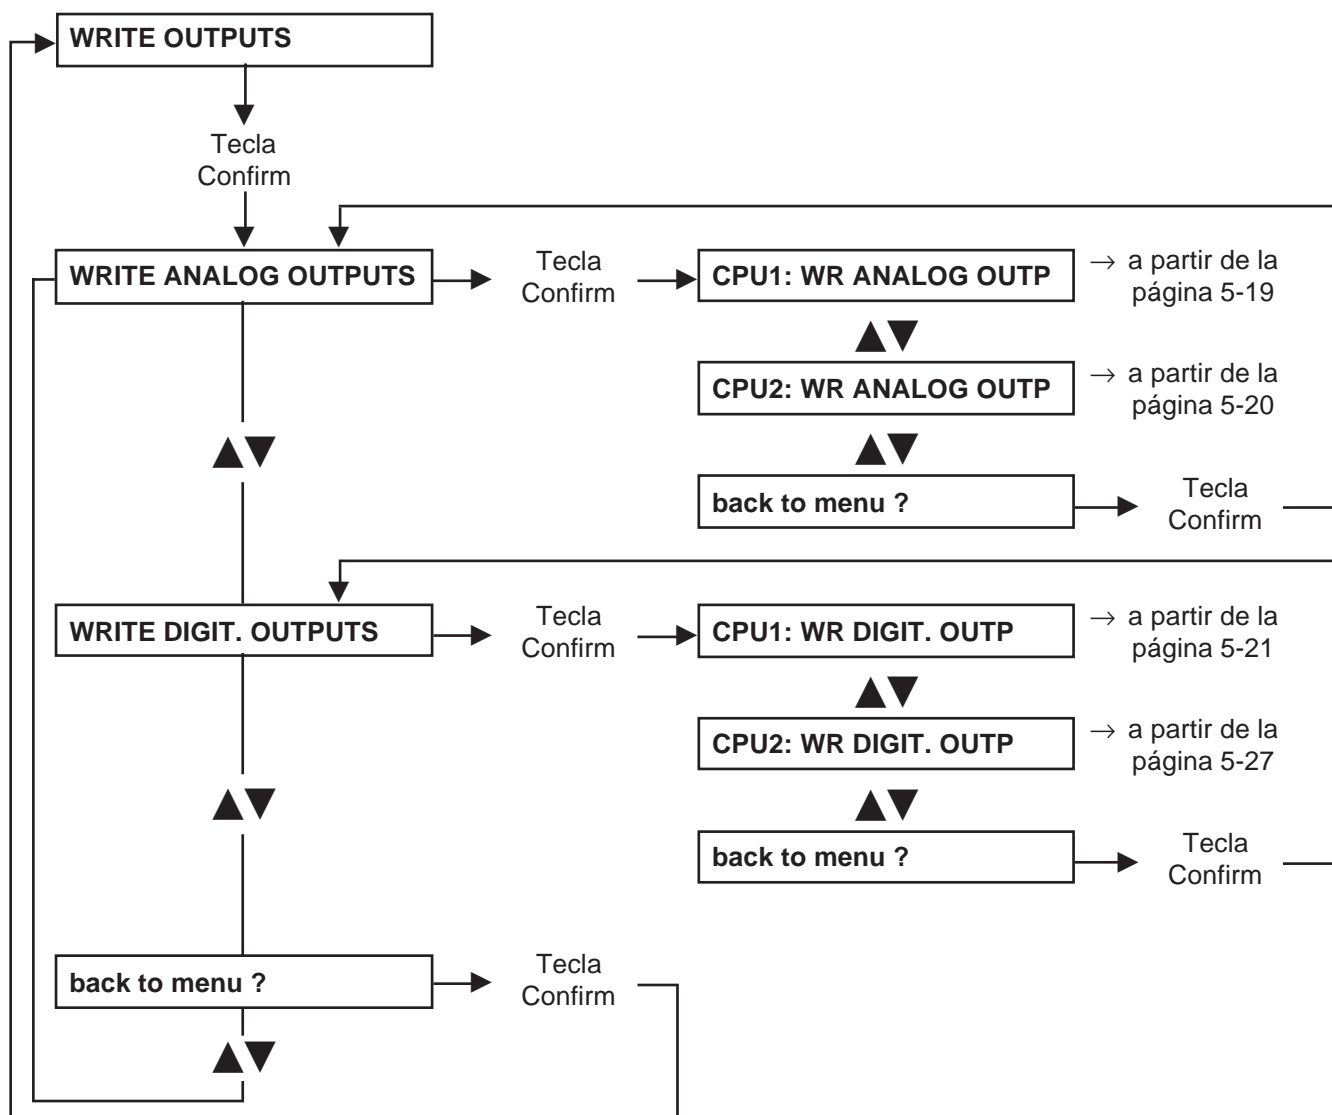 WRITE OUTPUTS
Tecla
Confirm
WRITE ANALOG OUTPUTS
Tecla
Confirm
CPU1: WR ANALOG OUTP
→ a partir de la
página 5-19
CPU2: WR ANALOG OUTP
→ a partir de la
página 5-20
back to menu ?
Tecla
Confirm
WRITE DIGIT. OUTPUTS
Tecla
Confirm
CPU1: WR DIGIT. OUTP
→ a partir de la
página 5-21
CPU2: WR DIGIT. OUTP
→ a partir de la
página 5-27
back to menu ?
Tecla
Confirm
back to menu ?
Tecla
Confirm